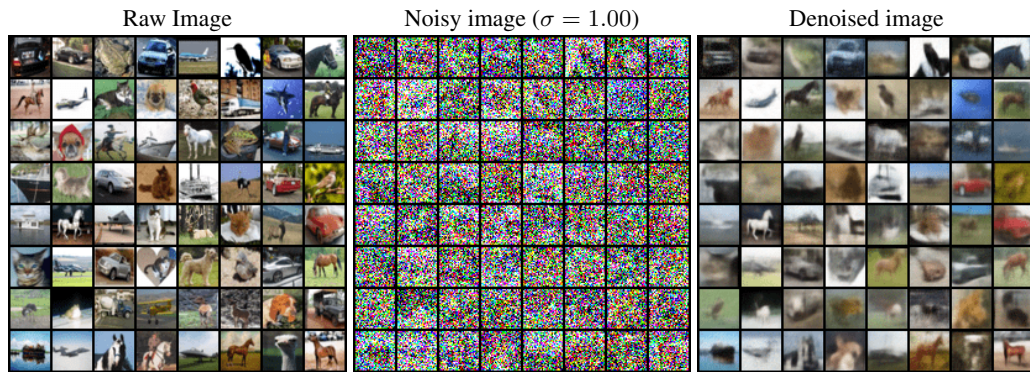 Raw Image
Noisy image (σ = 1.00)
Denoised image